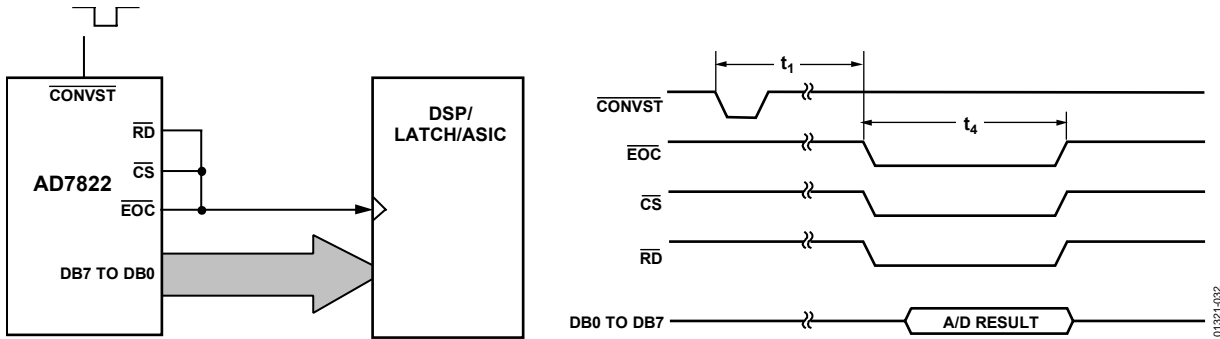 CONVST
RD
CS
AD7822
EOC
DB7 TO DB0
DSP/
LATCH/ASIC
t1
CONVST
t4
EOC
CS
RD
DB0 TO DB7
A/D RESULT
01321-032